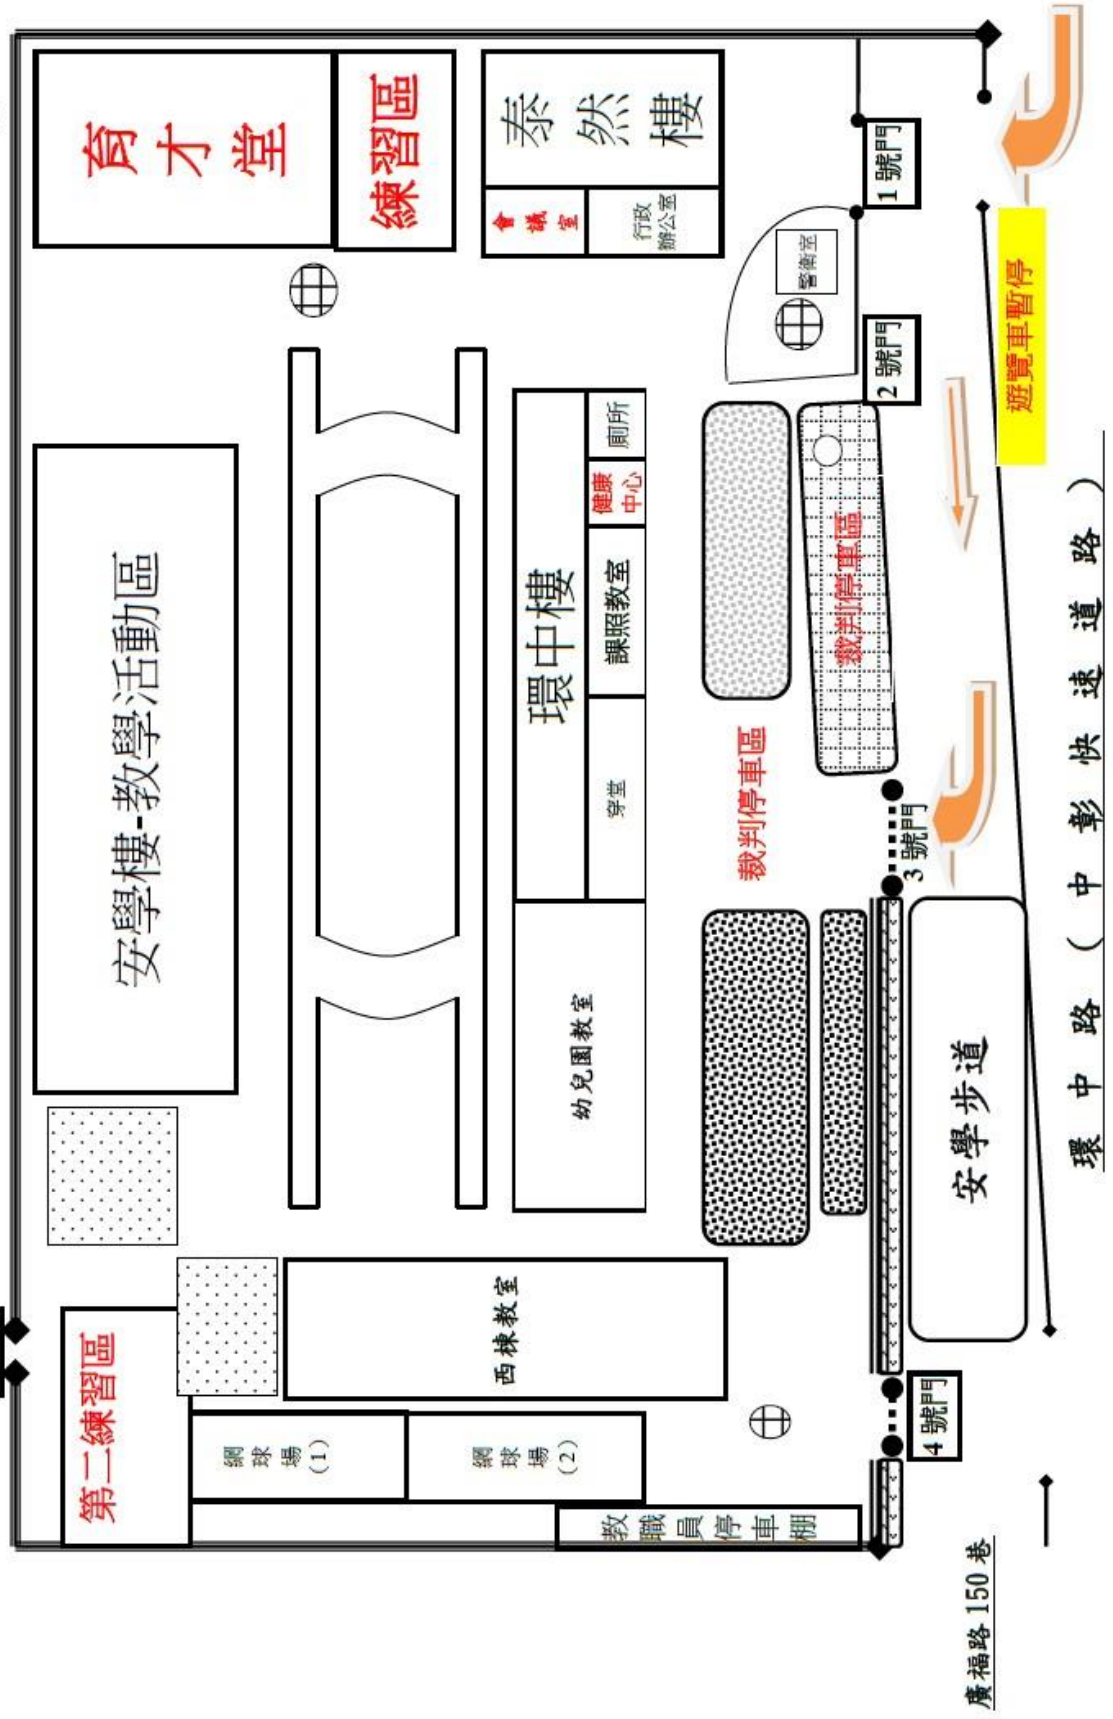 第二練習區
安學樓-教學活動區
育才堂
練習區
網球場(1)
網球場(2)
西棟教室
幼兒園教室
環中樓
穿堂
課照教室
健康中心
廁所
會議室
行政辦公室
泰然樓
教職員停車棚
裁判停車區
裁判停車區
警衛室
4 號門
3 號門
2 號門
1 號門
安學步道
遊覽車暫停
廣福路 150 巷
環中路（中彰快速道路）